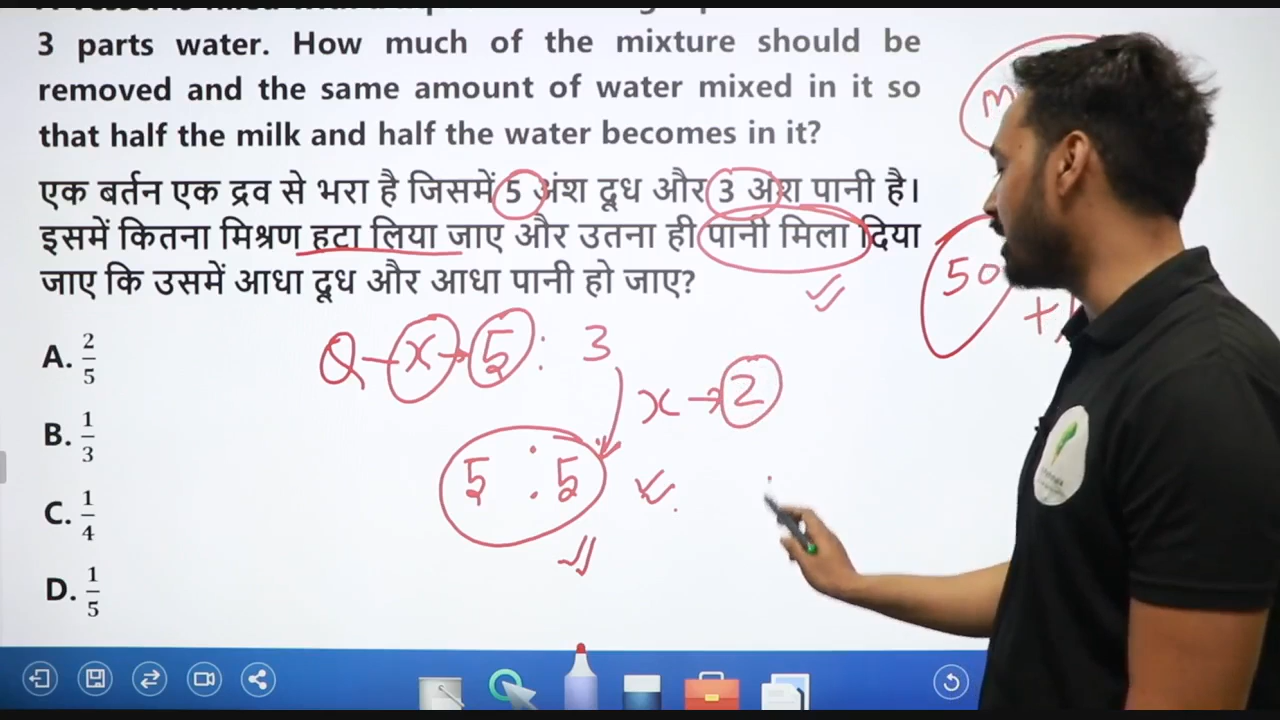 3 parts water. How much of the mixture should be
removed and the same amount of water mixed in it so
that half the milk and half the water becomes in it?
एक बर्तन एक द्रव से भरा है जिसमें 5 अंश दूध और 3 अंश पानी है।
इसमें कितना मिश्रण हटा लिया जाए और उतना ही पानी मिला दिया
जाए कि उसमें आधा दूध और आधा पानी हो जाए?
A. 2/5
B. 1/3
C. 1/4
D. 1/5
Q-x→5 : 3
x→2
5 : 5
50
+